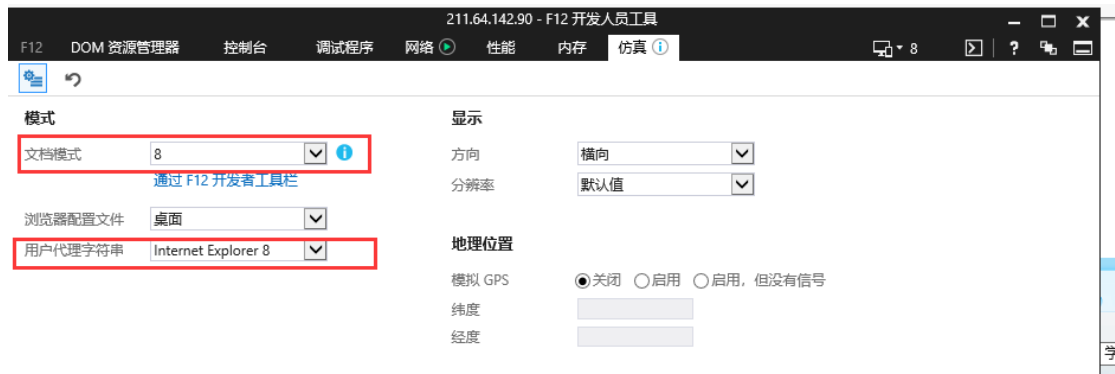 211.64.142.90 - F12 开发人员工具
F12 DOM 资源管理器 控制台 调试程序 网络 性能 内存 仿真 8 ?
模式 显示
文档模式 8 方向 横向
通过 F12 开发者工具栏 分辨率 默认值
浏览器配置文件 桌面
用户代理字符串 Internet Explorer 8 地理位置
模拟 GPS 关闭 启用 启用，但没有信号
纬度
经度
学